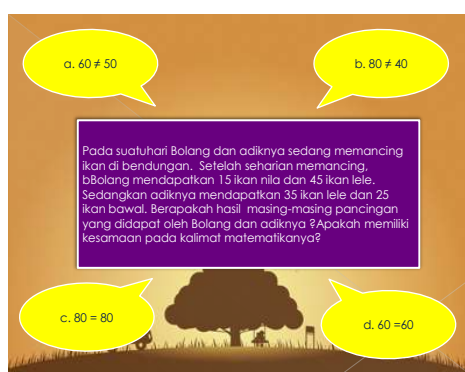 a. 60 ≠ 50
b. 80 ≠ 40
Pada suatuhari Bolang dan adiknya sedang memancing
ikan di bendungan.  Setelah seharian memancing,
bBolang mendapatkan 15 ikan nila dan 45 ikan lele.
Sedangkan adiknya mendapatkan 35 ikan lele dan 25
ikan bawal. Berapakah hasil  masing-masing pancingan
yang didapat oleh Bolang dan adiknya ?Apakah memiliki
kesamaan pada kalimat matematikanya?
c. 80 = 80
d. 60 =60